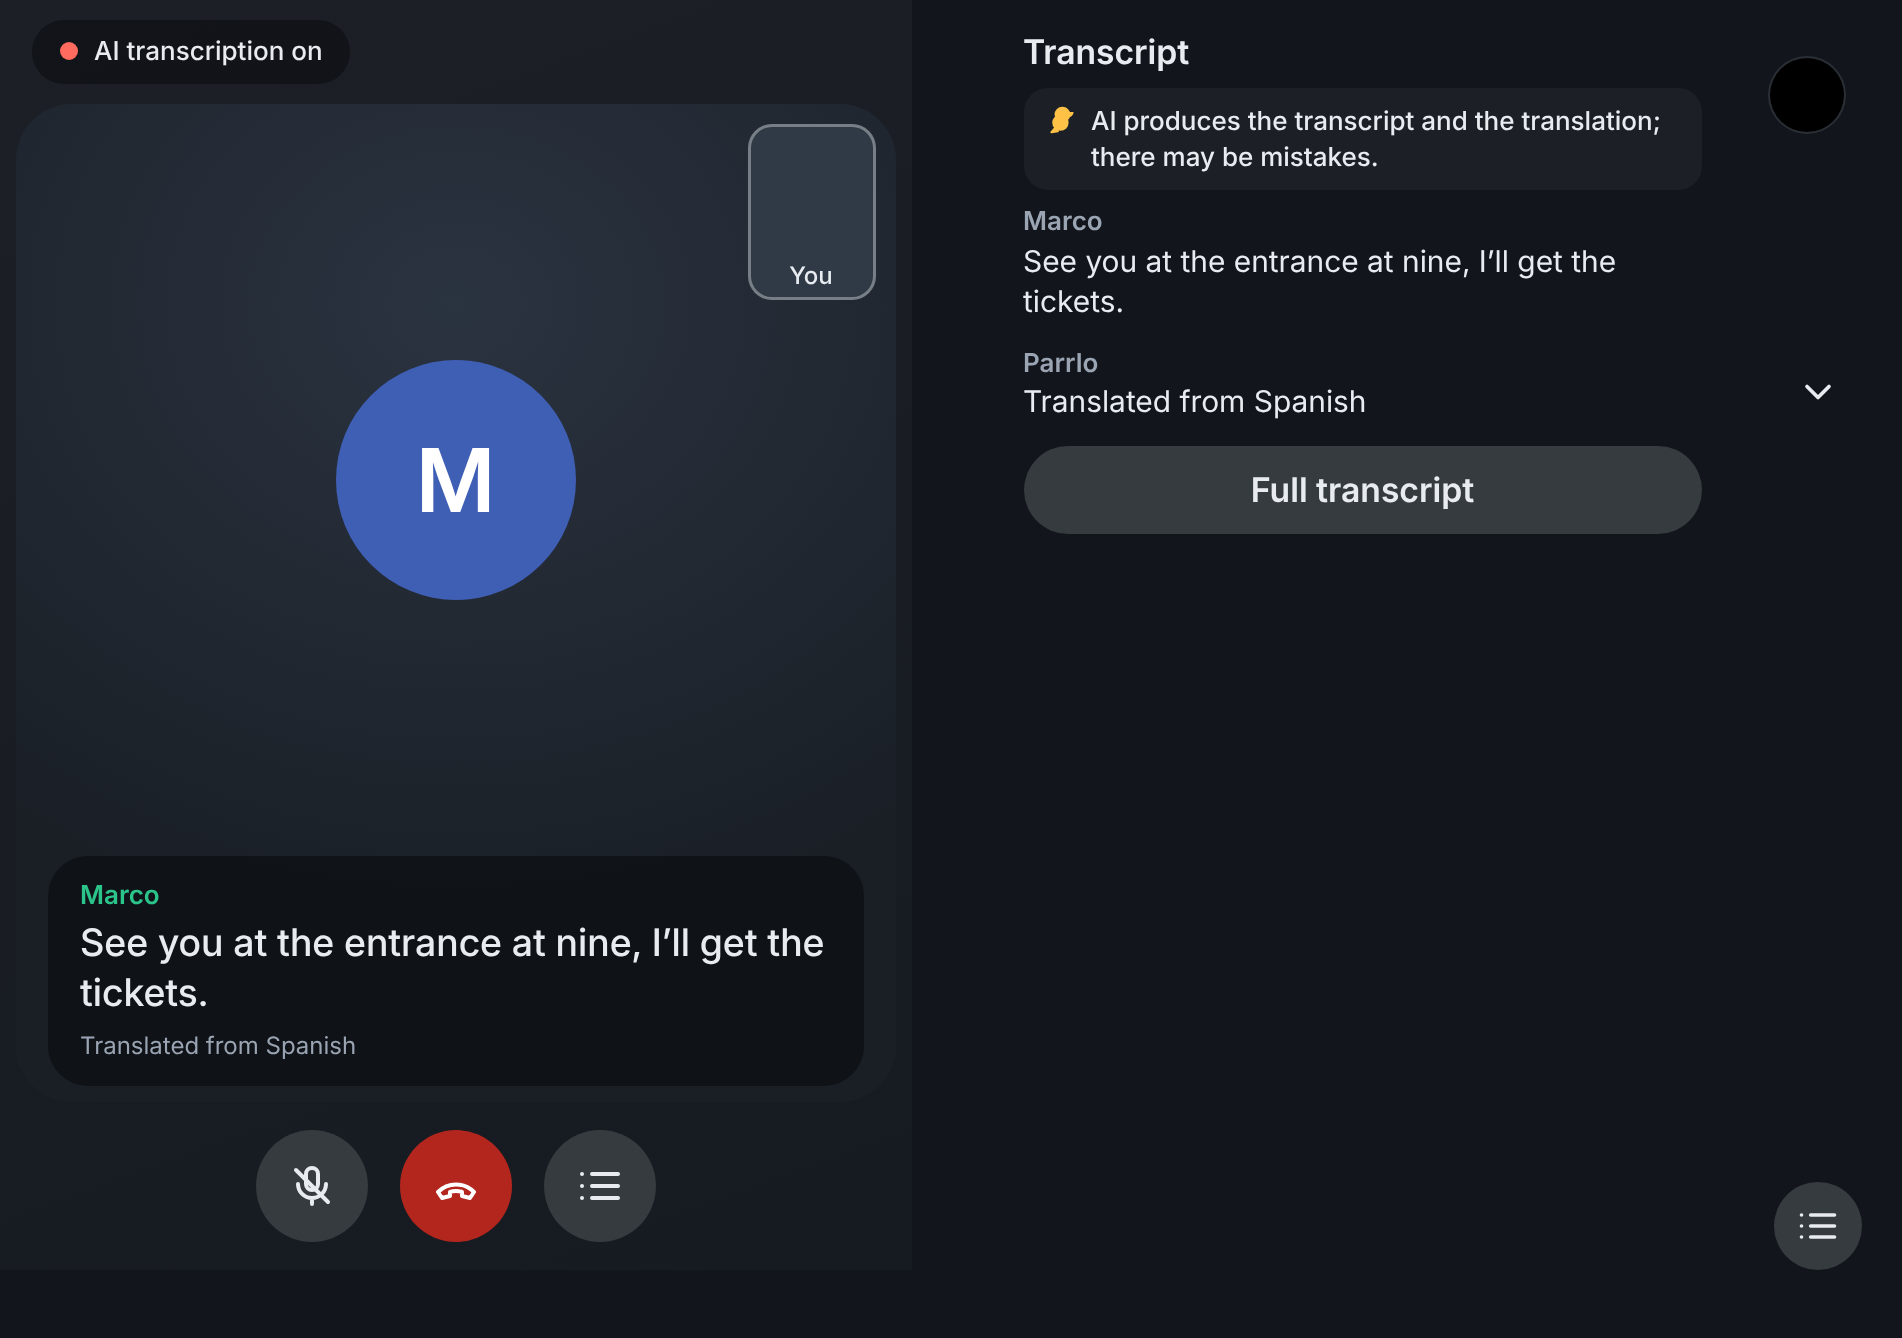 AI transcription on
You
M
Marco
See you at the entrance at nine, I’ll get the
tickets.
Translated from Spanish
Transcript
AI produces the transcript and the translation;
there may be mistakes.
Marco
See you at the entrance at nine, I’ll get the
tickets.
Parrlo
Translated from Spanish
Full transcript